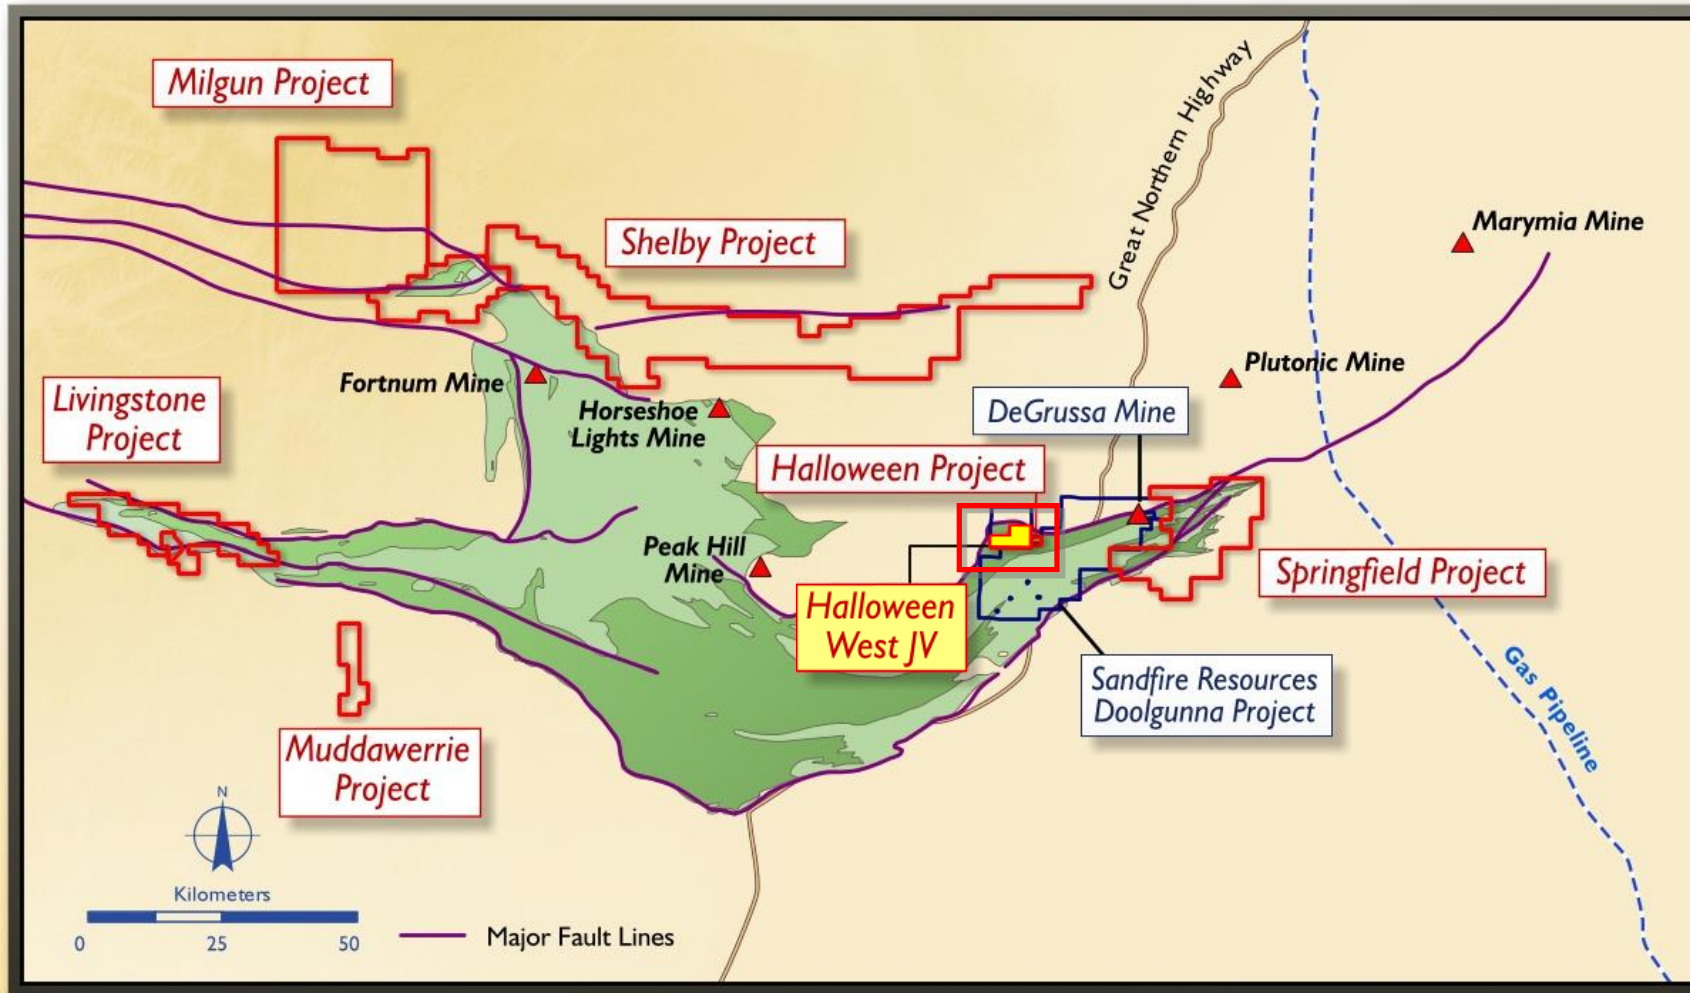 Milgun Project
Great Northern Highway
Marymia Mine
Shelby Project
Plutonic Mine
Fortnum Mine
Livingstone
Project
Horseshoe
Lights Mine
DeGrussa Mine
Halloween Project
Peak Hill
Mine
Springfield Project
Halloween
West JV
Sandfire Resources
Doolgunna Project
Gas Pipeline
Muddawerrie
Project
N
Kilometers
0 25 50
Major Fault Lines